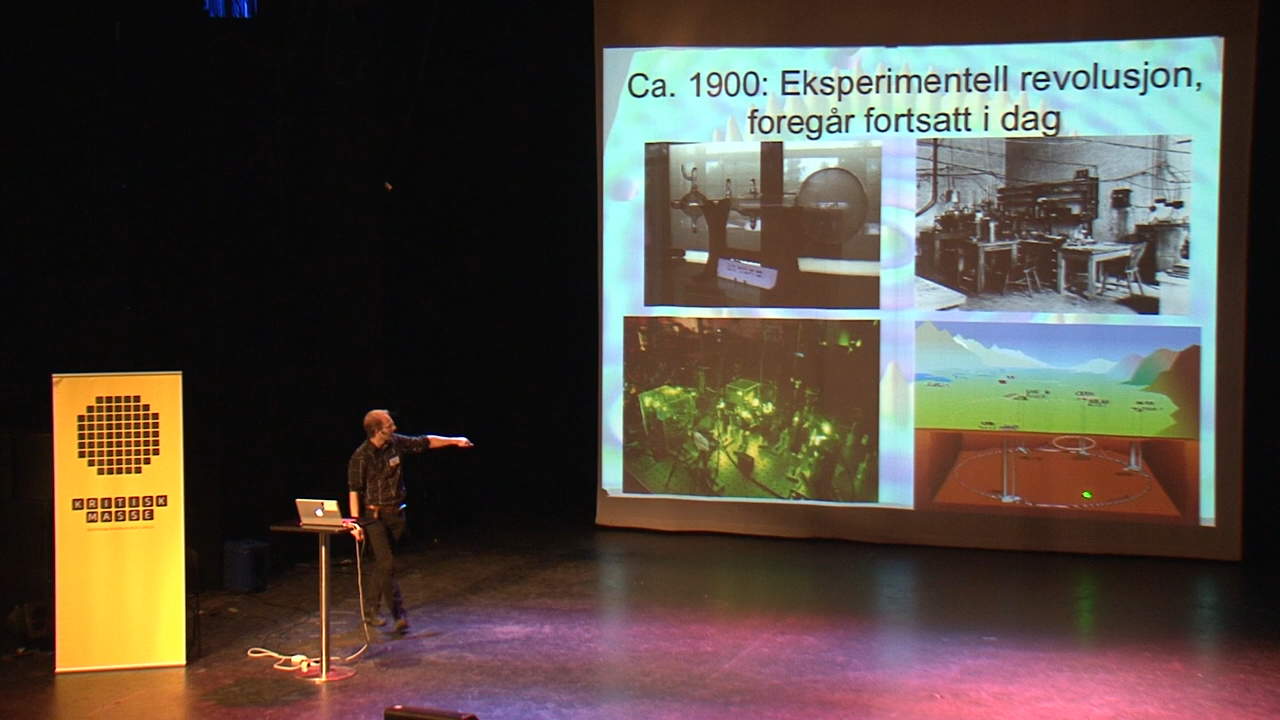 Ca. 1900: Eksperimentell revolusjon,
foregår fortsatt i dag
KRITISK
MASSE